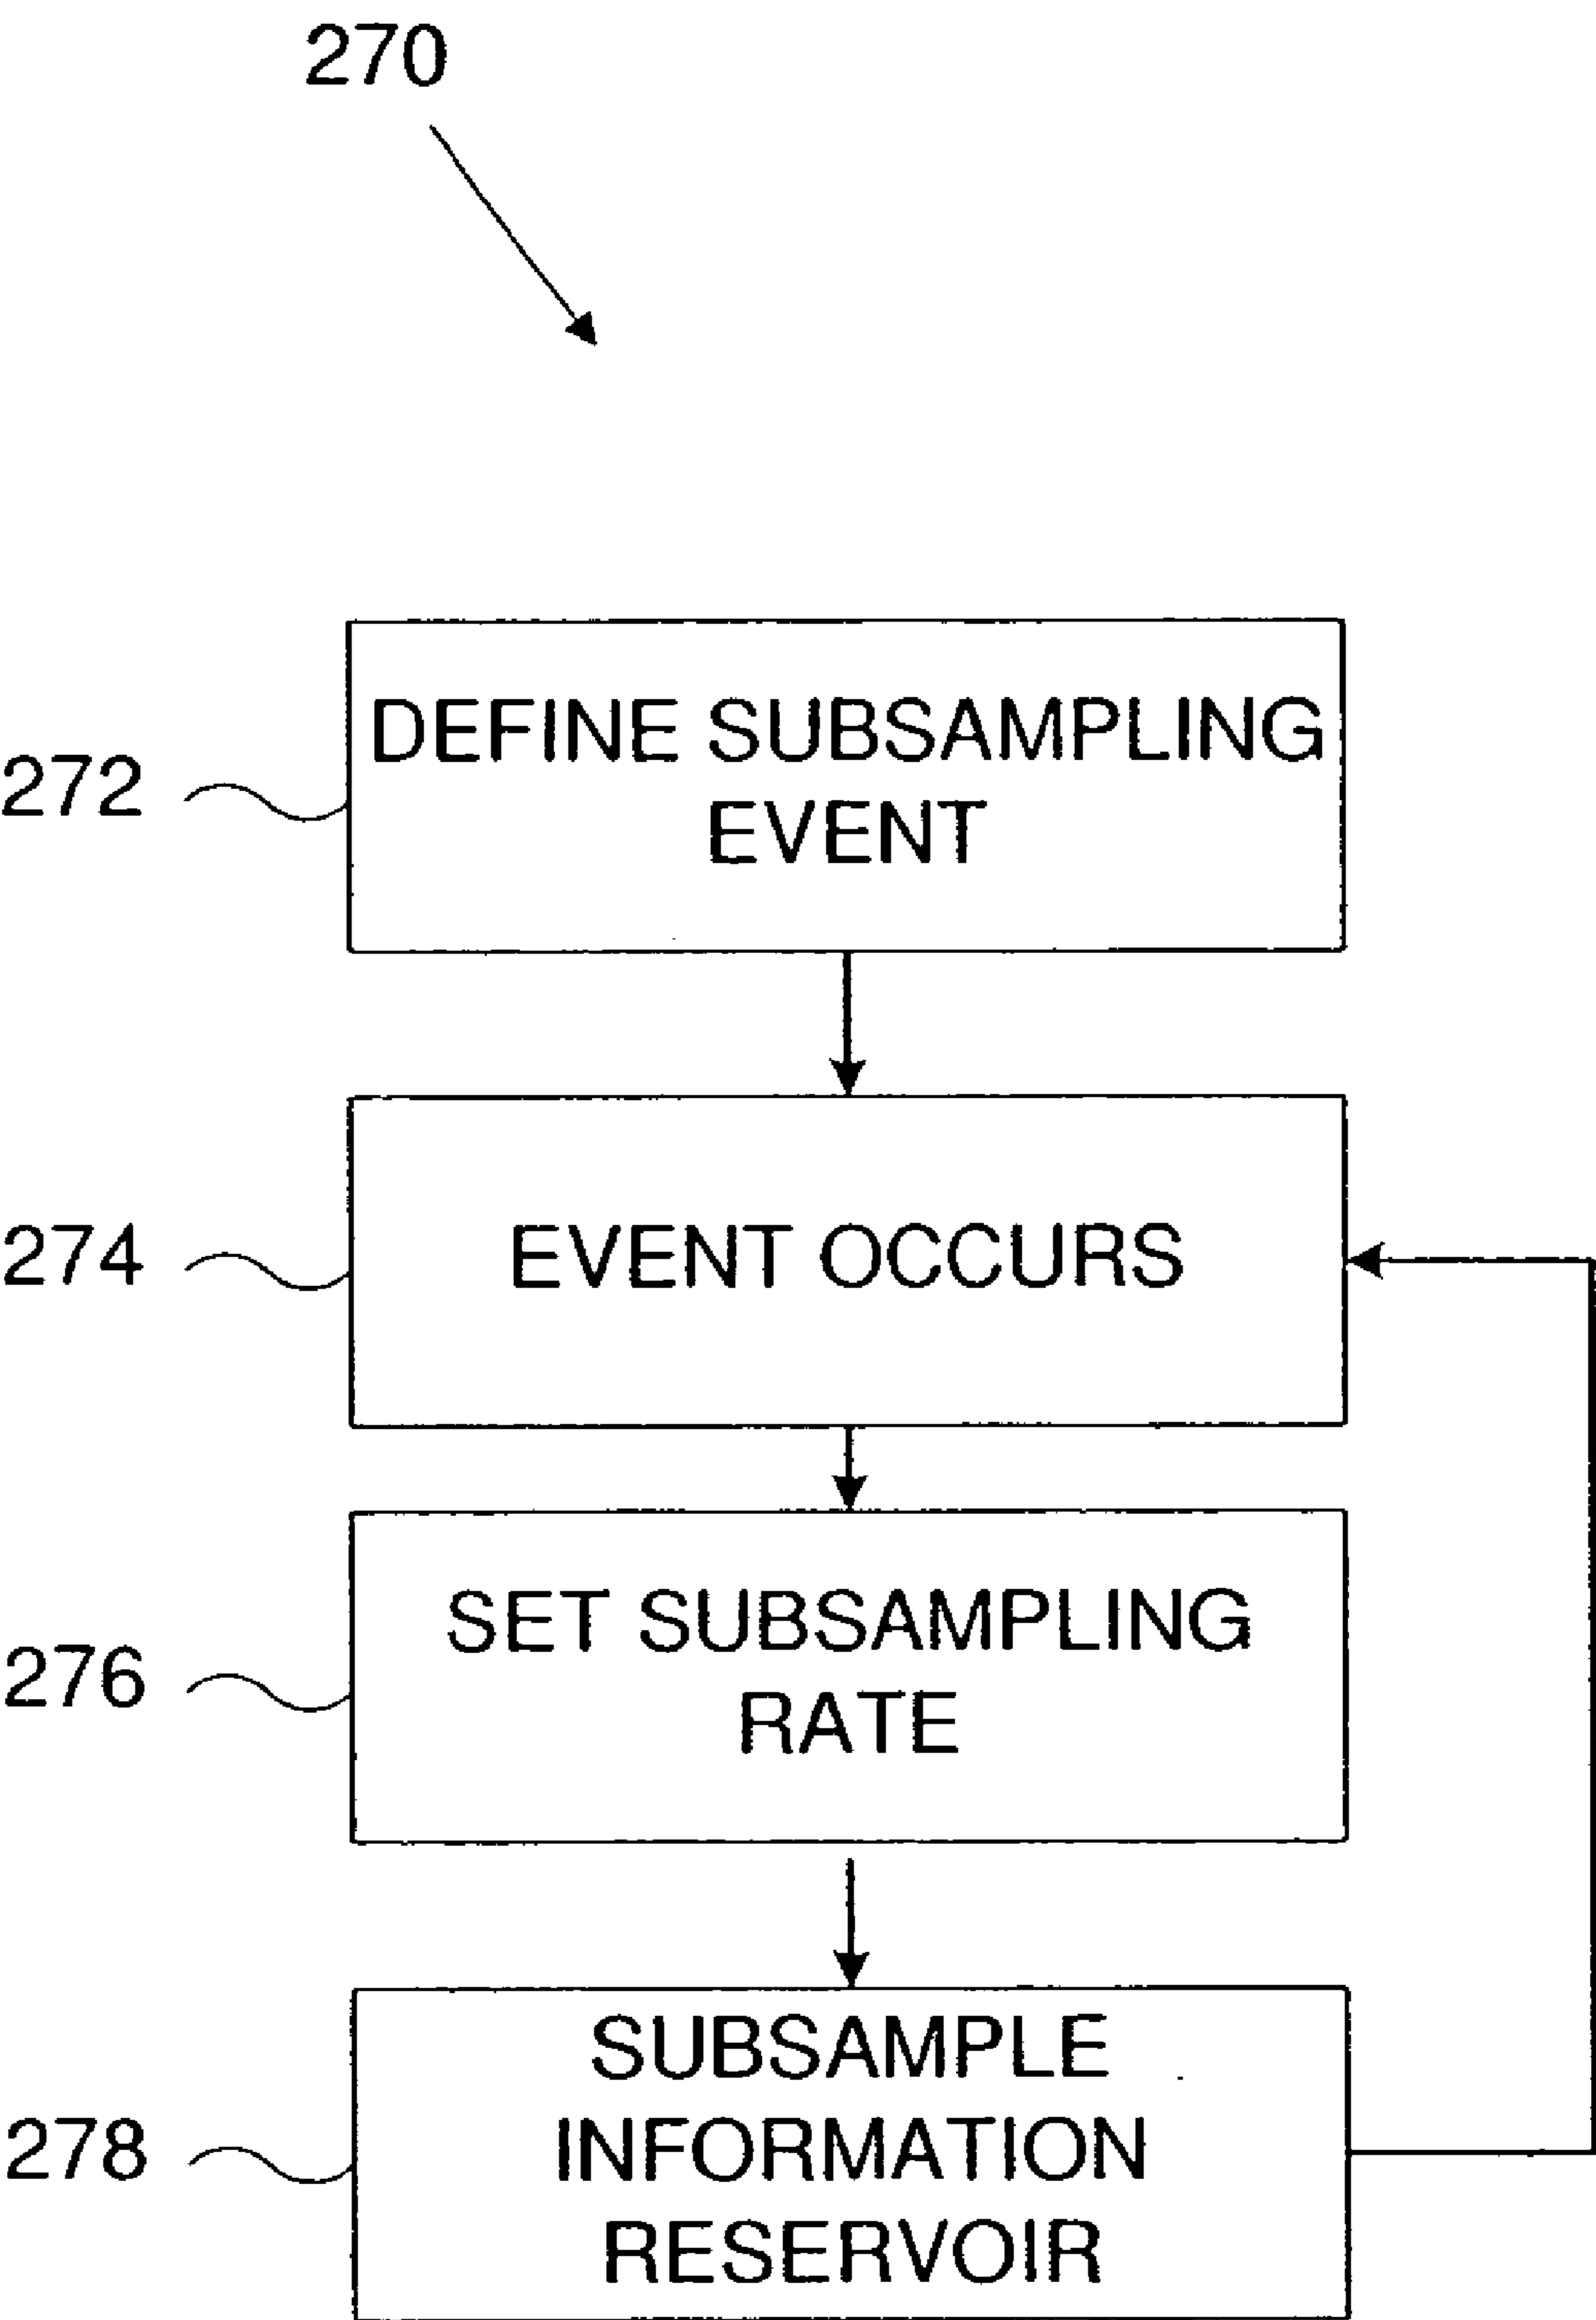 270
272
DEFINE SUBSAMPLING
EVENT
274
EVENT OCCURS
276
SET SUBSAMPLING
RATE
278
SUBSAMPLE
INFORMATION
RESERVOIR